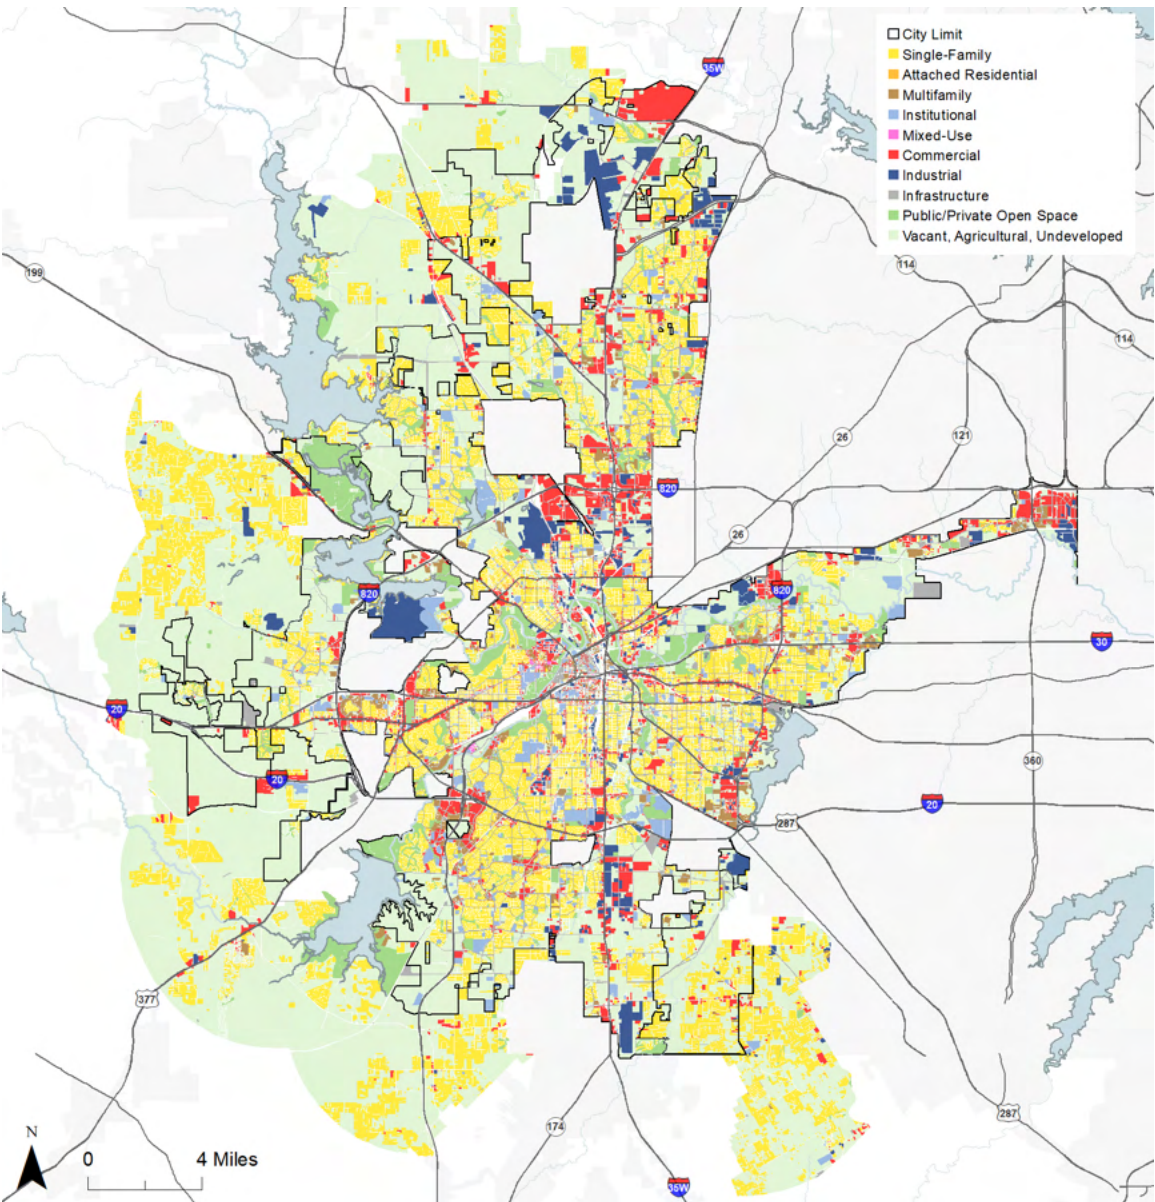 City Limit
Single-Family
Attached Residential
Multifamily
Institutional
Mixed-Use
Commercial
Industrial
Infrastructure
Public/Private Open Space
Vacant, Agricultural, Undeveloped
35W
199
114
114
26
121
820
26
820
820
30
20
20
360
20
287
377
287
174
35W
N
0 4 Miles